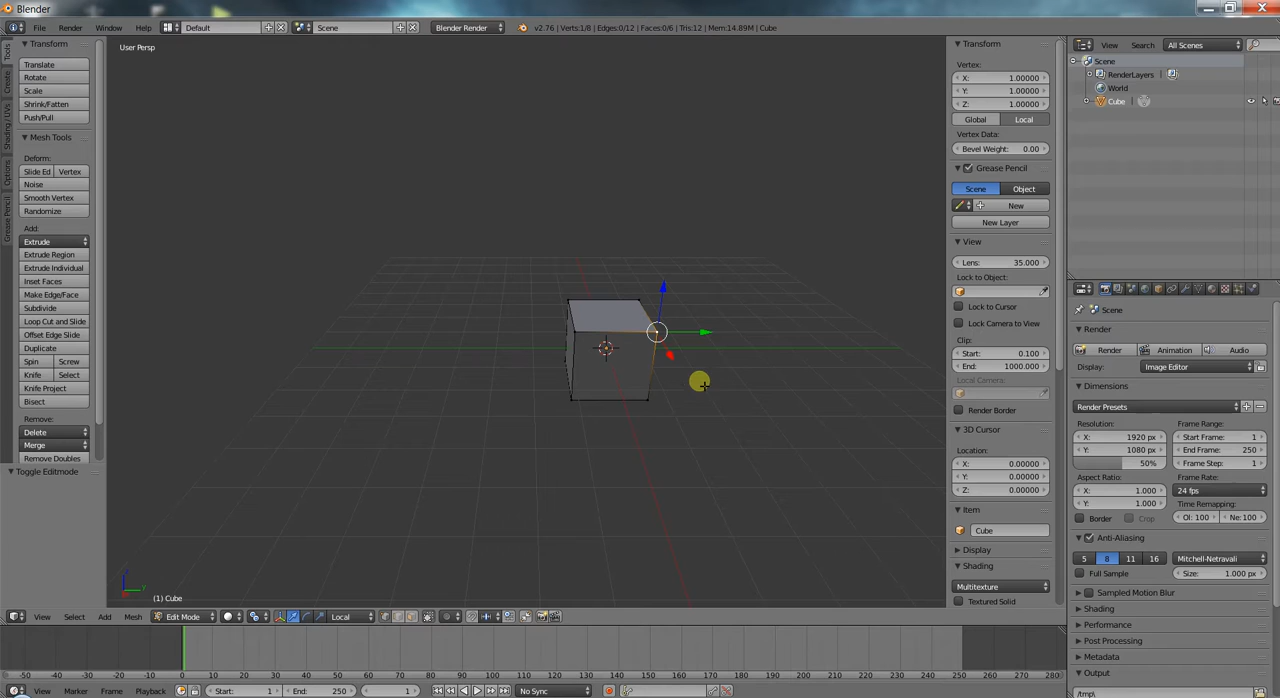 Blender
File Render Window Help Default Scene Blender Render v2.76 | Verts:1/8 | Edges:0/12 | Faces:0/6 | Tris:12 | Mem:14.89M | Cube
Transform
Translate
Rotate
Scale
Shrink/Fatten
Push/Pull
Mesh Tools
Deform:
Slide Ed Vertex
Noise
Smooth Vertex
Randomize
Add:
Extrude
Extrude Region
Extrude Individual
Inset Faces
Make Edge/Face
Subdivide
Loop Cut and Slide
Offset Edge Slide
Duplicate
Spin Screw
Knife Select
Knife Project
Bisect
Remove:
Delete
Merge
Remove Doubles
Toggle Editmode
Tools
Create
Shading / UVs
Options
Grease Pencil
User Persp
(1) Cube
Transform
Vertex:
X: 1.00000
Y: 1.00000
Z: 1.00000
Global Local
Vertex Data:
Bevel Weight: 0.00
Grease Pencil
Scene Object
New
New Layer
View
Lens: 35.000
Lock to Object:
Lock to Cursor
Lock Camera to View
Clip:
Start: 0.100
End: 1000.000
Local Camera:
Render Border
3D Cursor
Location:
X: 0.00000
Y: 0.00000
Z: 0.00000
Item
Cube
Display
Shading
Multitexture
Textured Solid
View Search All Scenes
Scene
RenderLayers
World
Cube
Scene
Render
Render Animation Audio
Display: Image Editor
Dimensions
Render Presets
Resolution: Frame Range:
X: 1920 px Start Frame: 1
Y: 1080 px End Frame: 250
50% Frame Step: 1
Aspect Ratio: Frame Rate:
X: 1.000 24 fps
Y: 1.000 Time Remapping:
Border Crop Ol: 100 Ne:100
Anti-Aliasing
5 8 11 16 Mitchell-Netravali
Full Sample Size: 1.000 px
Sampled Motion Blur
Shading
Performance
Post Processing
Metadata
Output
/tmp\
View Select Add Mesh Edit Mode Local
-50 -40 -30 -20 -10 0 10 20 30 40 50 60 70 80 90 100 110 120 130 140 150 160 170 180 190 200 210 220 230 240 250 260 270 280
View Marker Frame Playback Start: 1 End: 250 1 No Sync